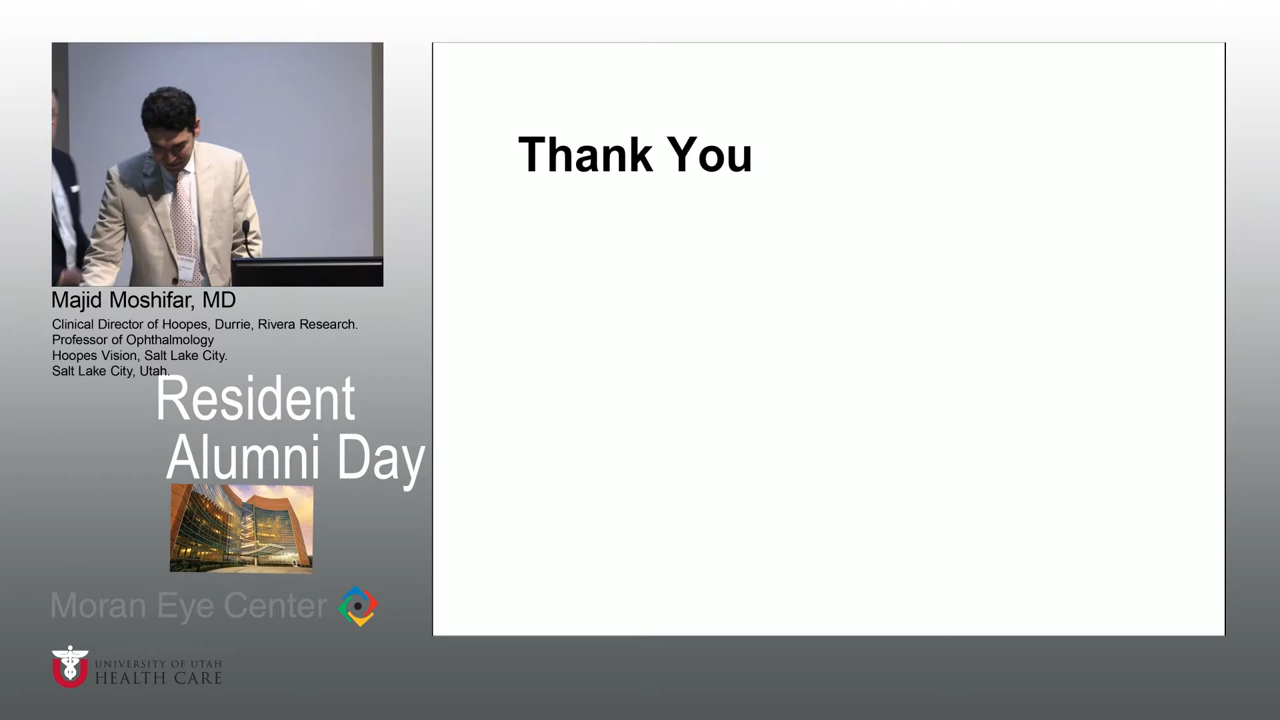 Thank You
Majid Moshifar, MD
Clinical Director of Hoopes, Durrie, Rivera Research.
Professor of Ophthalmology
Hoopes Vision, Salt Lake City.
Salt Lake City, Utah.
Resident
Alumni Day
Moran Eye Center
UNIVERSITY OF UTAH
HEALTH CARE